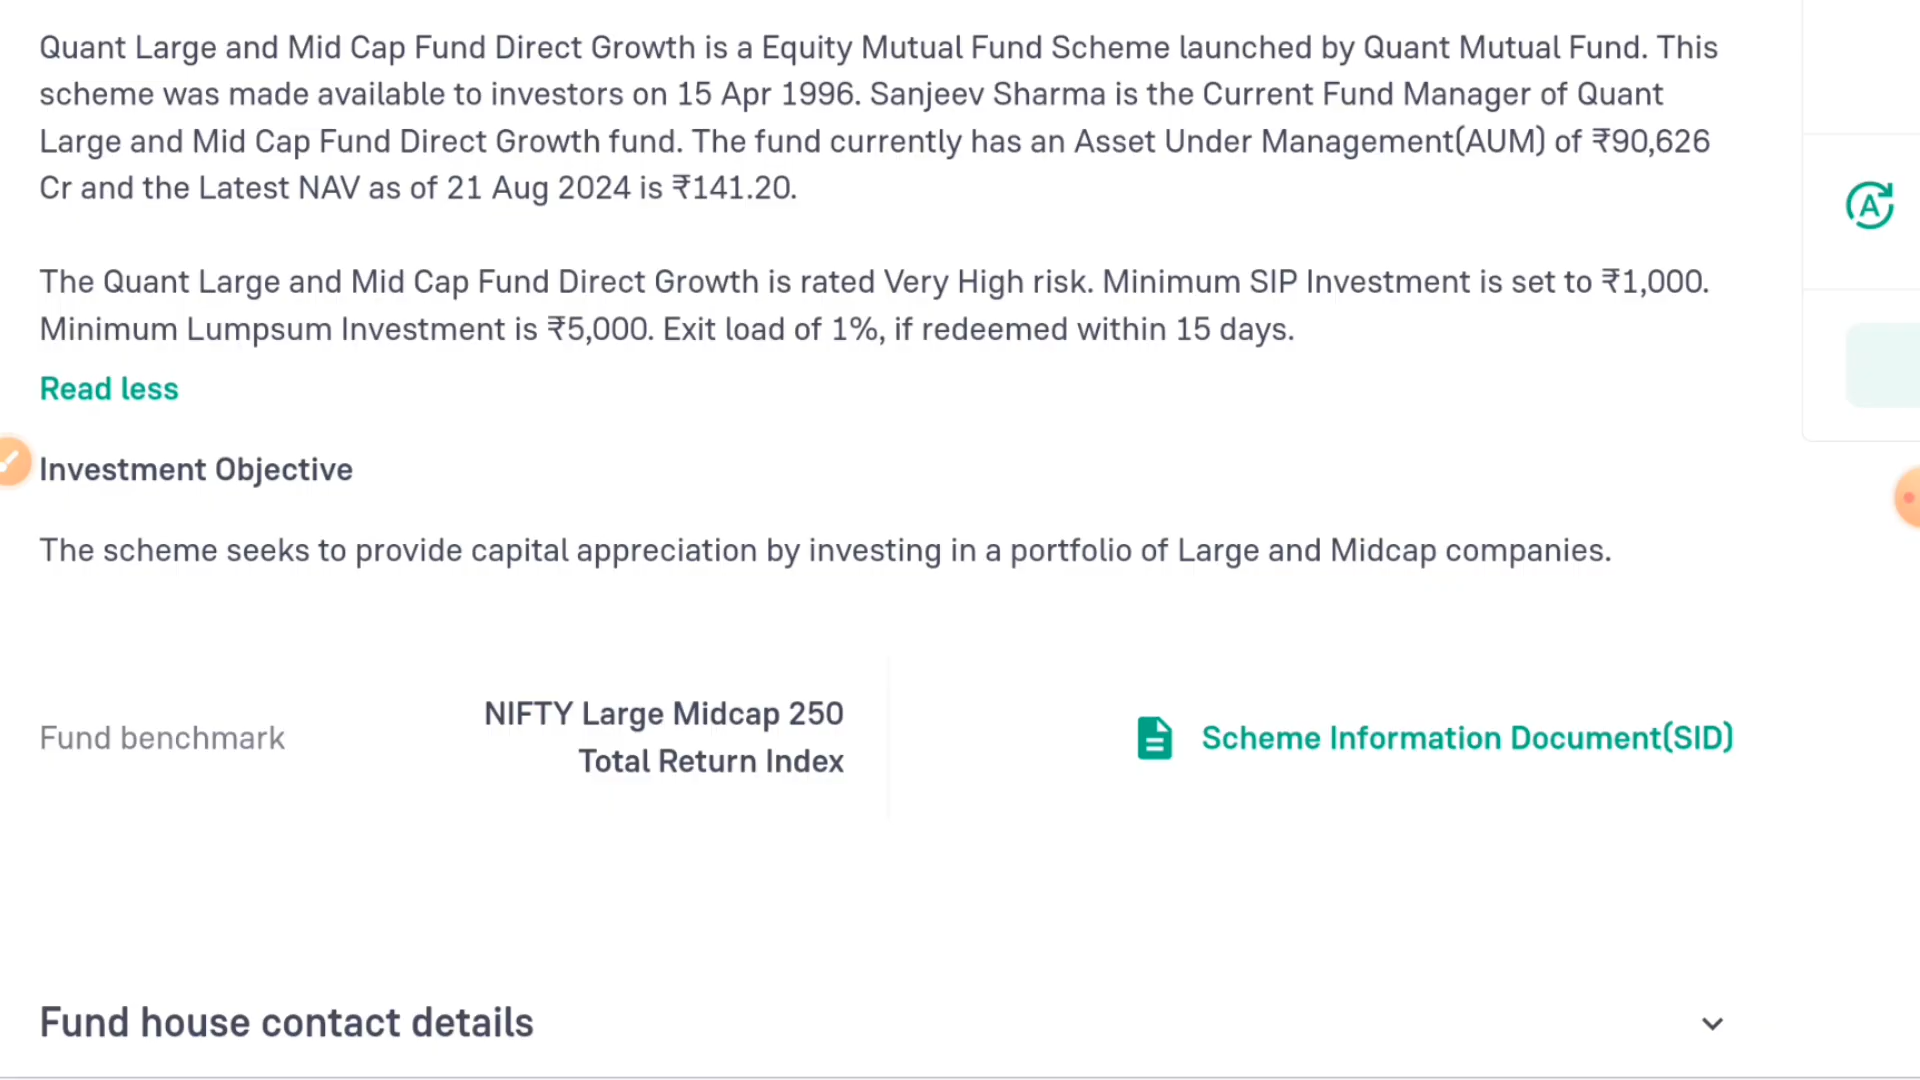 Quant Large and Mid Cap Fund Direct Growth is a Equity Mutual Fund Scheme launched by Quant Mutual Fund. This
scheme was made available to investors on 15 Apr 1996. Sanjeev Sharma is the Current Fund Manager of Quant
Large and Mid Cap Fund Direct Growth fund. The fund currently has an Asset Under Management(AUM) of ₹90,626
Cr and the Latest NAV as of 21 Aug 2024 is ₹141.20.
The Quant Large and Mid Cap Fund Direct Growth is rated Very High risk. Minimum SIP Investment is set to ₹1,000.
Minimum Lumpsum Investment is ₹5,000. Exit load of 1%, if redeemed within 15 days.
Read less
Investment Objective
The scheme seeks to provide capital appreciation by investing in a portfolio of Large and Midcap companies.
Fund benchmark
NIFTY Large Midcap 250
Total Return Index
Scheme Information Document(SID)
Fund house contact details
A